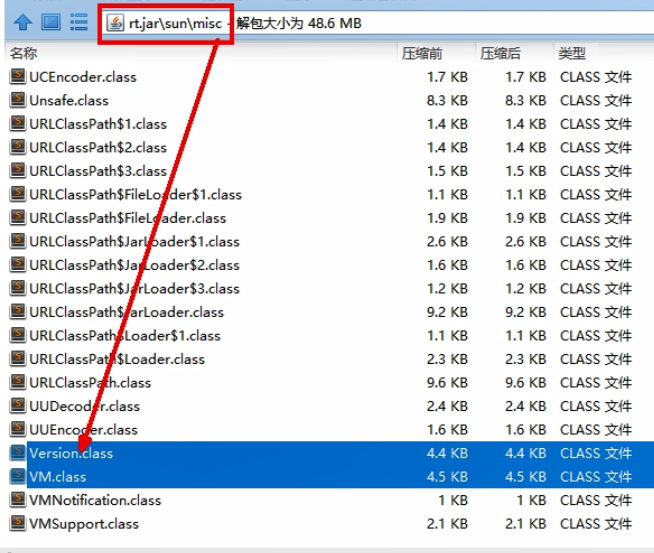 rt.jar\sun\misc - 解包大小为 48.6 MB
名称 压缩前 压缩后 类型
UCEncoder.class 1.7 KB 1.7 KB CLASS 文件
Unsafe.class 8.3 KB 8.3 KB CLASS 文件
URLClassPath$1.class 1.4 KB 1.4 KB CLASS 文件
URLClassPath$2.class 1.4 KB 1.4 KB CLASS 文件
URLClassPath$3.class 1.5 KB 1.5 KB CLASS 文件
URLClassPath$FileLoader$1.class 1.1 KB 1.1 KB CLASS 文件
URLClassPath$FileLoader.class 1.9 KB 1.9 KB CLASS 文件
URLClassPath$JarLoader$1.class 2.6 KB 2.6 KB CLASS 文件
URLClassPath$JarLoader$2.class 1.6 KB 1.6 KB CLASS 文件
URLClassPath$JarLoader$3.class 1.2 KB 1.2 KB CLASS 文件
URLClassPath$JarLoader.class 9.2 KB 9.2 KB CLASS 文件
URLClassPath$Loader$1.class 1.1 KB 1.1 KB CLASS 文件
URLClassPath$Loader.class 2.3 KB 2.3 KB CLASS 文件
URLClassPath.class 9.6 KB 9.6 KB CLASS 文件
UUDecoder.class 2.4 KB 2.4 KB CLASS 文件
UUEncoder.class 1.6 KB 1.6 KB CLASS 文件
Version.class 4.4 KB 4.4 KB CLASS 文件
VM.class 4.5 KB 4.5 KB CLASS 文件
VMNotification.class 1 KB 1 KB CLASS 文件
VMSupport.class 2.1 KB 2.1 KB CLASS 文件